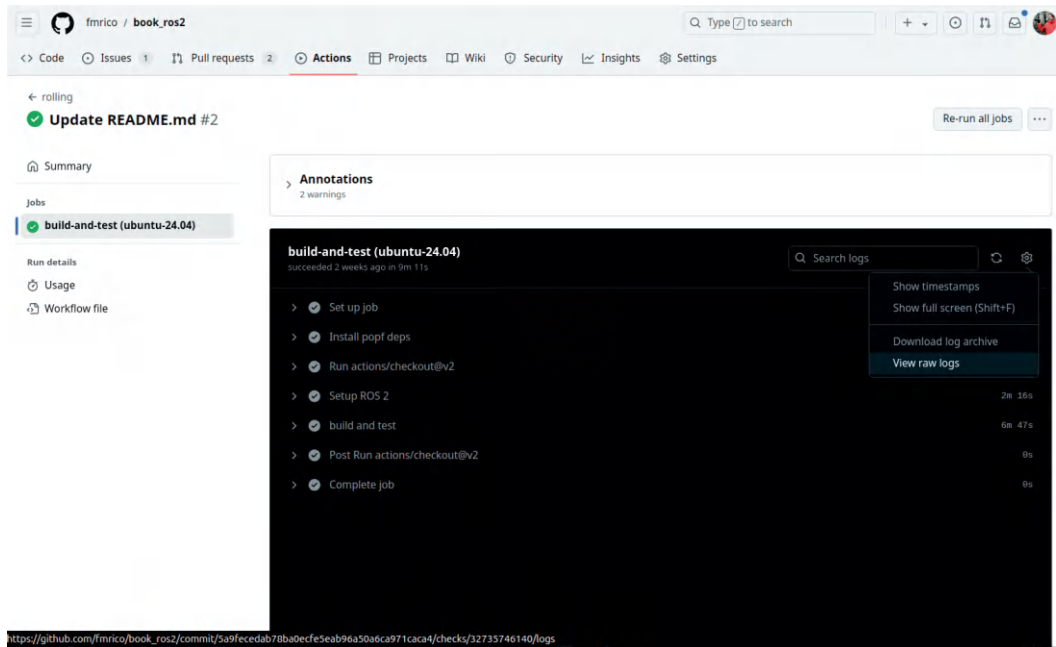 fmrico / book_ros2
Type / to search
Code
Issues 1
Pull requests 2
Actions
Projects
Wiki
Security
Insights
Settings
← rolling
Update README.md #2
Re-run all jobs
Summary
Jobs
build-and-test (ubuntu-24.04)
Run details
Usage
Workflow file
Annotations
2 warnings
build-and-test (ubuntu-24.04)
succeeded 2 weeks ago in 9m 11s
Search logs
Show timestamps
Show full screen (Shift+F)
Download log archive
View raw logs
Set up job
Install popf deps
Run actions/checkout@v2
Setup ROS 2 2m 16s
build and test 6m 47s
Post Run actions/checkout@v2 0s
Complete job 0s
https://github.com/fmrico/book_ros2/commit/5a9fecedab78ba0ecfe5eab96a50a6ca971caca4/checks/32735746140/logs